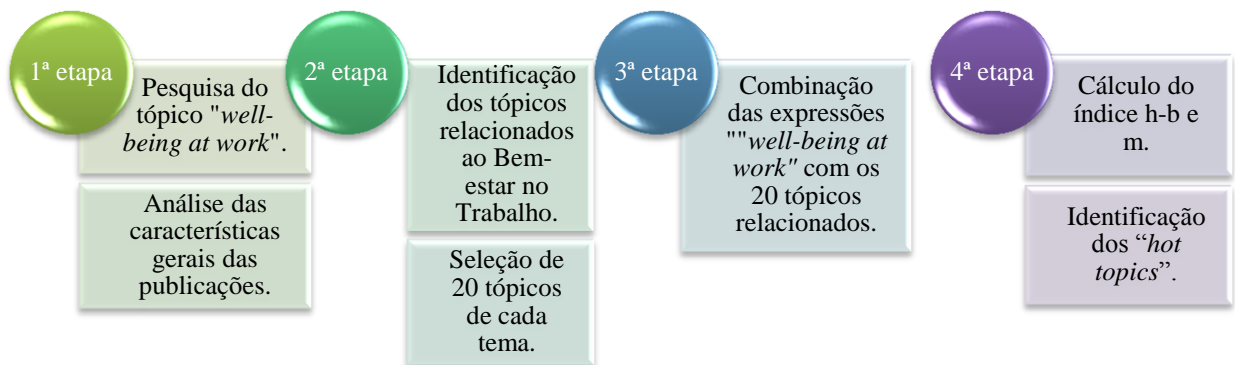 1ª etapa
Pesquisa do
tópico "well-
being at work".
Análise das
características
gerais das
publicações.
2ª etapa
Identificação
dos tópicos
relacionados
ao Bem-
estar no
Trabalho.
Seleção de
20 tópicos
de cada
tema.
3ª etapa
Combinação
das expressões
""well-being at
work" com os
20 tópicos
relacionados.
4ª etapa
Cálculo do
índice h-b e
m.
Identificação
dos “hot
topics”.